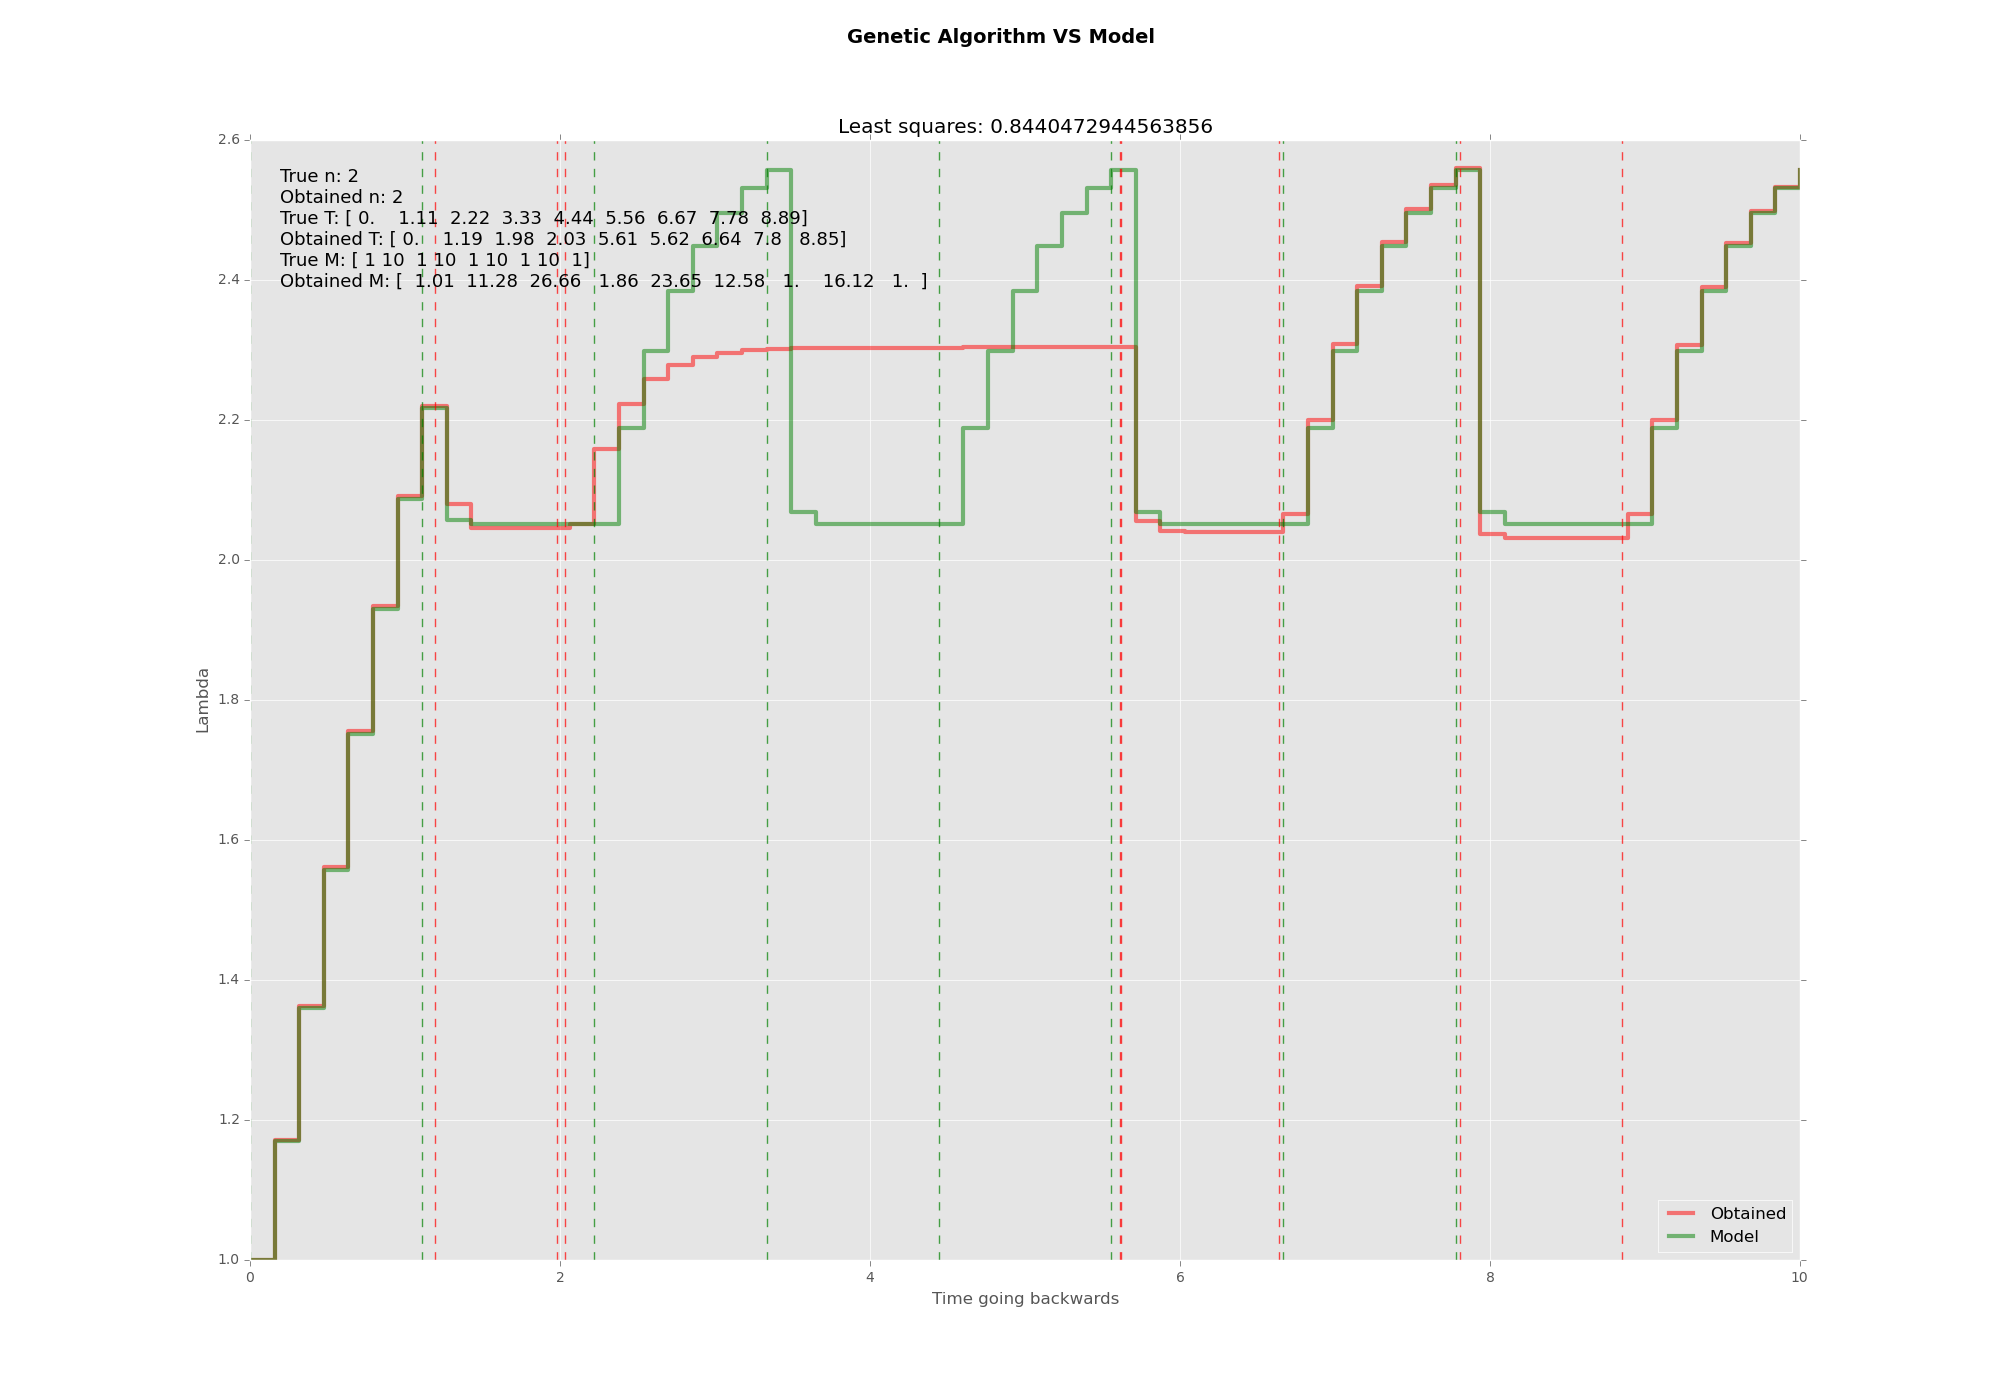 Genetic Algorithm VS Model
Least squares: 0.8440472944563856
True n: 2
Obtained n: 2
True T: [ 0. 1.11 2.22 3.33 4.44 5.56 6.67 7.78 8.89]
Obtained T: [ 0. 1.19 1.98 2.03 5.61 5.62 6.64 7.8 8.85]
True M: [ 1 10 1 10 1 10 1 10 1]
Obtained M: [ 1.01 11.28 26.66 1.86 23.65 12.58 1. 16.12 1. ]
2.6
2.4
2.2
2.0
1.8
1.6
1.4
1.2
1.0
Lambda
0 2 4 6 8 10
Time going backwards
Obtained
Model